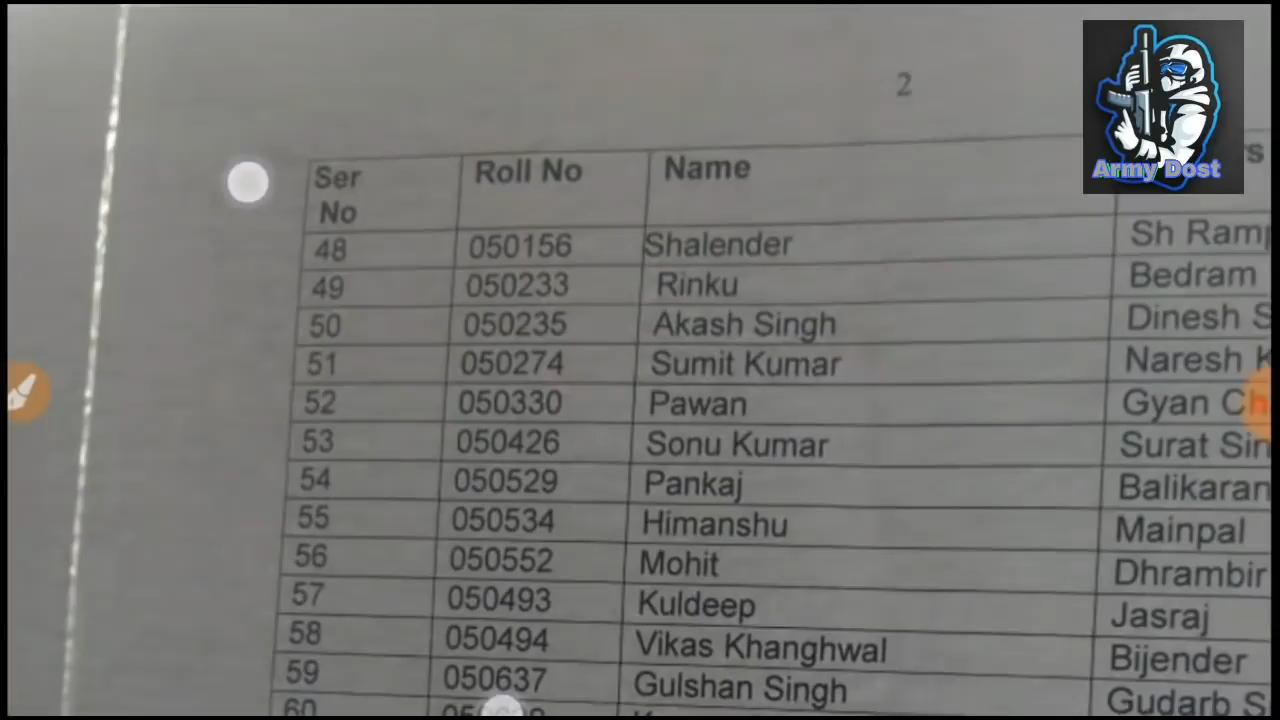 2
Army Dost
Ser No Roll No Name
48 050156 Shalender Sh
49 050233 Rinku Bedram
50 050235 Akash Singh Dinesh
51 050274 Sumit Kumar Naresh
52 050330 Pawan Gyan
53 050426 Sonu Kumar Surat
54 050529 Pankaj Balikaran
55 050534 Himanshu Mainpal
56 050552 Mohit Dhrambir
57 050493 Kuldeep Jasraj
58 050494 Vikas Khanghwal Bijender
59 050637 Gulshan Singh Gudarb
60